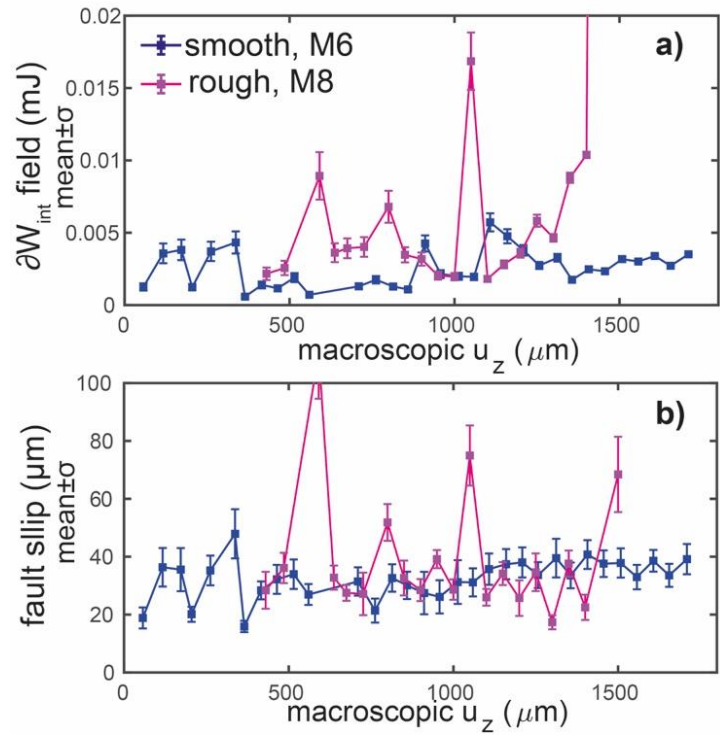 0.02
a)
smooth, M6
rough, M8
0.015
0.01
0.005
0
∂W_int field (mJ)
mean±σ
0 500 1000 1500
macroscopic u_z (μm)
100
b)
80
60
40
20
0
fault sllip (μm)
mean±σ
0 500 1000 1500
macroscopic u_z (μm)